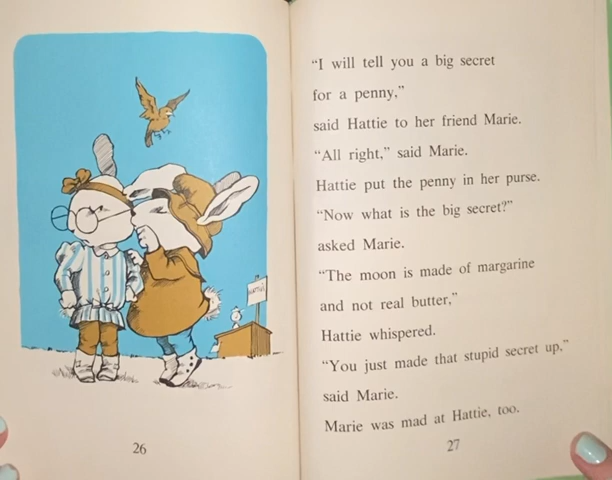 HATTIE'S
26
“I will tell you a big secret
for a penny,”
said Hattie to her friend Marie.
“All right,” said Marie.
Hattie put the penny in her purse.
“Now what is the big secret?”
asked Marie.
“The moon is made of margarine
and not real butter,”
Hattie whispered.
“You just made that stupid secret up,”
said Marie.
Marie was mad at Hattie, too.
27